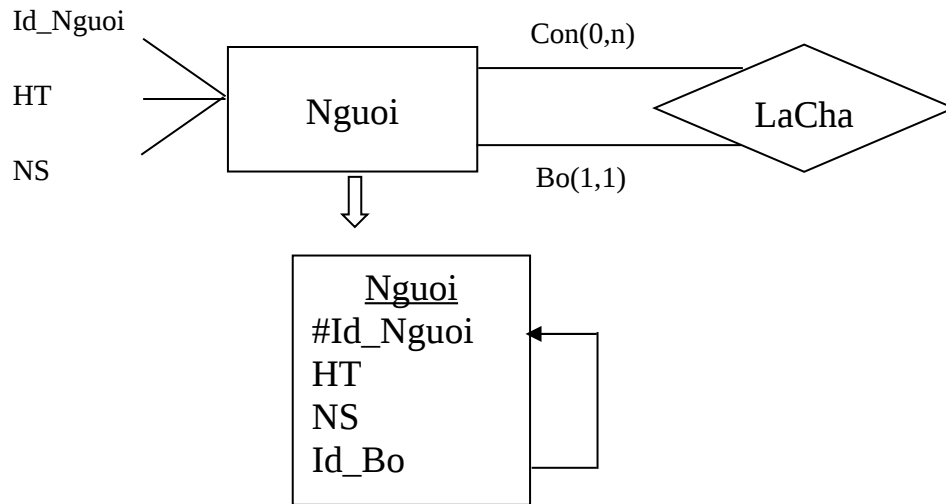 Id_Nguoi
HT
NS
Nguoi
Con(0,n)
Bo(1,1)
LaCha
Nguoi
#Id_Nguoi
HT
NS
Id_Bo